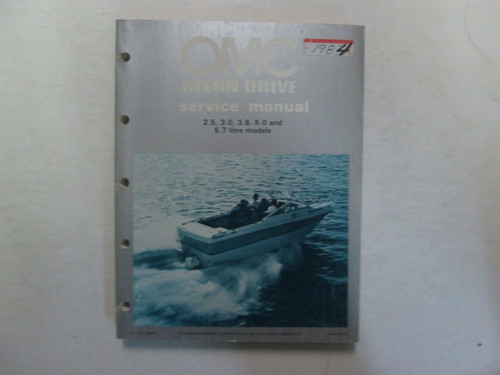 OMC
1984
STERN DRIVE
service manual
2.5, 3.0, 3.8, 5.0 and
5.7 litre models